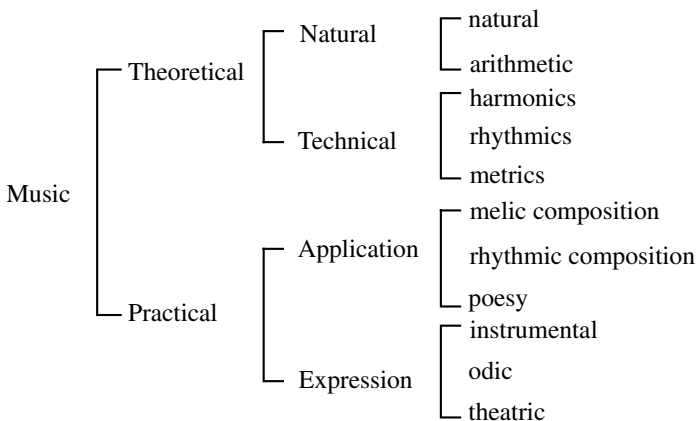 natural
Natural
arithmetic
Theoretical
harmonics
Technical
rhythmics
metrics
Music
melic composition
Application
rhythmic composition
poesy
Practical
instrumental
Expression
odic
theatric